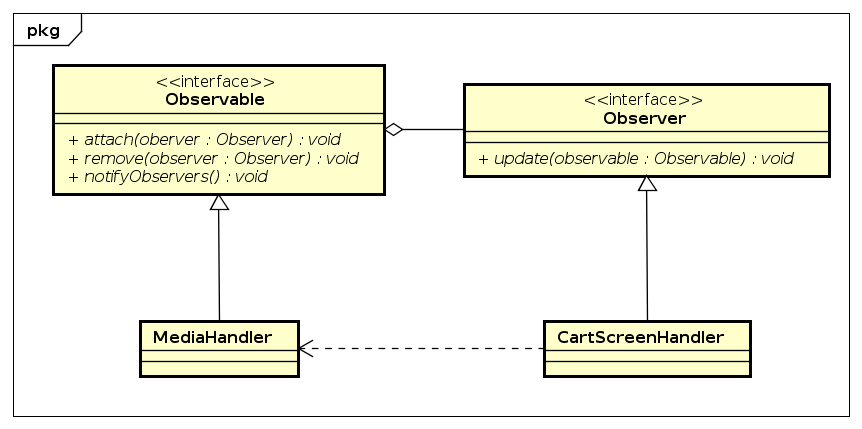 pkg
<<interface>>
Observable
+ attach(oberver : Observer) : void
+ remove(observer : Observer) : void
+ notifyObservers() : void
<<interface>>
Observer
+ update(observable : Observable) : void
MediaHandler
CartScreenHandler